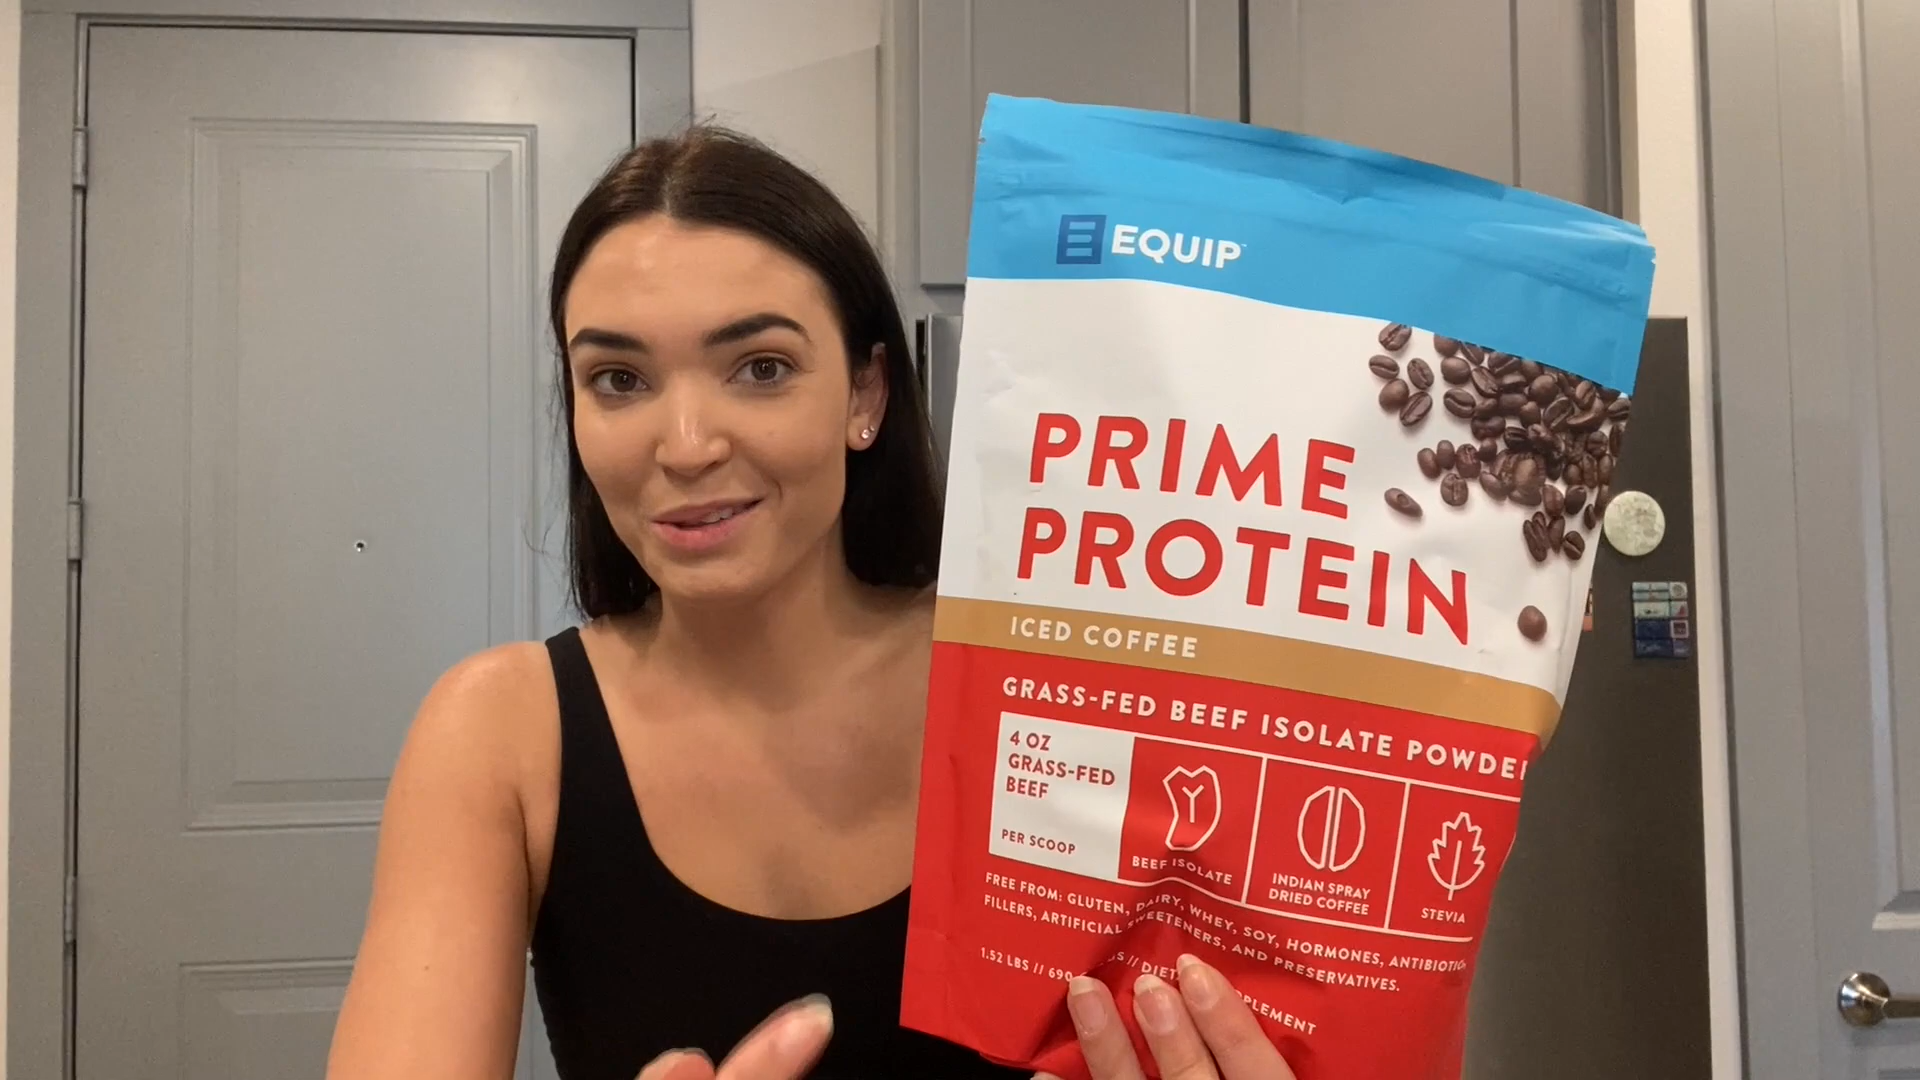 EQUIP
PRIME
PROTEIN
ICED COFFEE
GRASS-FED BEEF ISOLATE POWDER
4 OZ
GRASS-FED
BEEF
PER SCOOP
BEEF ISOLATE
INDIAN SPRAY
DRIED COFFEE
STEVIA
FREE FROM: GLUTEN, DAIRY, WHEY, SOY, HORMONES, ANTIBIOTIC
FILLERS, ARTIFICIAL SWEETENERS, AND PRESERVATIVES.
1.52 LBS // 690 // DIET